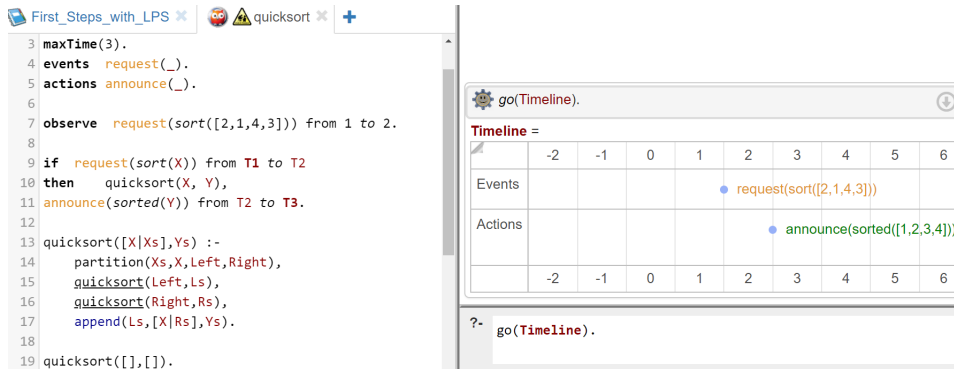 First_Steps_with_LPS
quicksort
3 maxTime(3).
4 events  request(_).
5 actions announce(_).
6
7 observe  request(sort([2,1,4,3])) from 1 to 2.
8
9 if  request(sort(X)) from T1 to T2
10 then    quicksort(X, Y),
11 announce(sorted(Y)) from T2 to T3.
12
13 quicksort([X|Xs],Ys) :-
14     partition(Xs,X,Left,Right),
15     quicksort(Left,Ls),
16     quicksort(Right,Rs),
17     append(Ls,[X|Rs],Ys).
18
19 quicksort([],[]).
go(Timeline).
Timeline =
-2 -1 0 1 2 3 4 5 6
Events
request(sort([2,1,4,3]))
Actions
announce(sorted([1,2,3,4]))
-2 -1 0 1 2 3 4 5 6
?- go(Timeline).